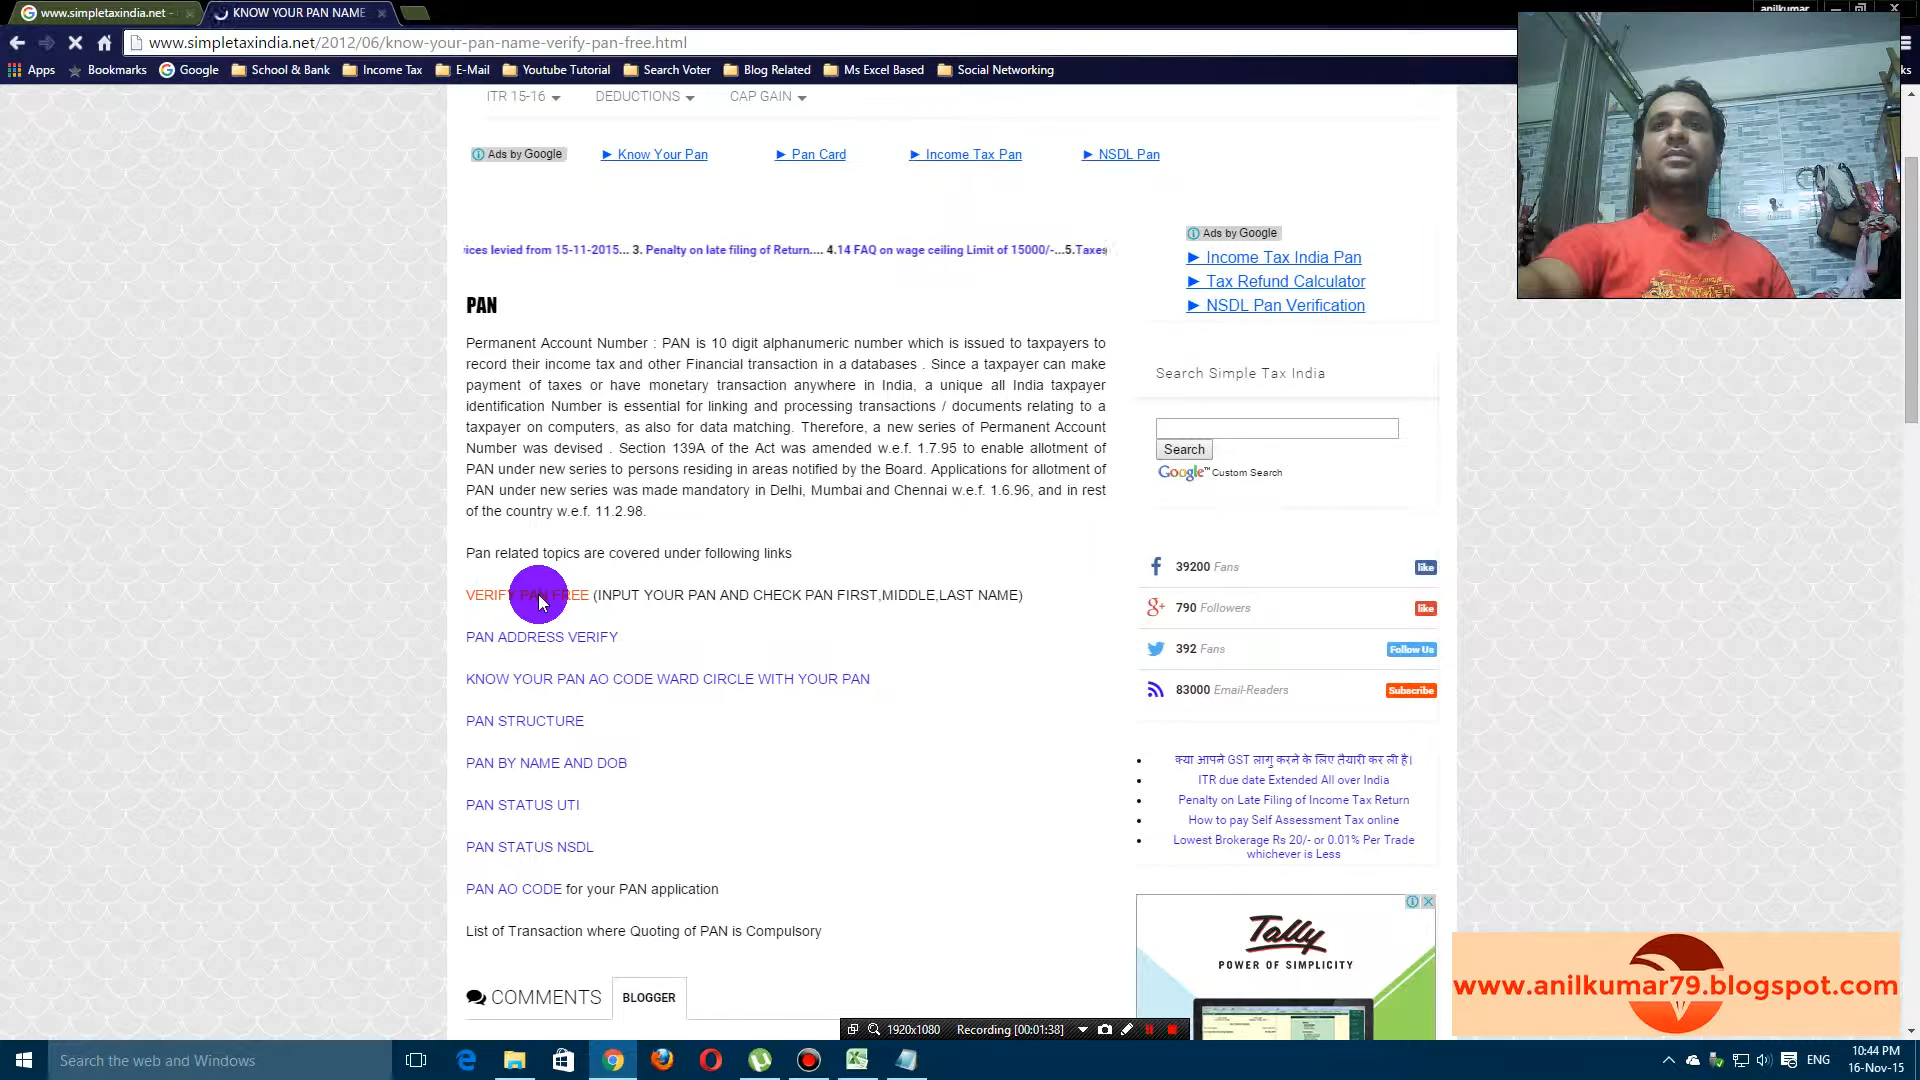 www.simpletaxindia.net -
KNOW YOUR PAN NAME
anilkumar
www.simpletaxindia.net/2012/06/know-your-pan-name-verify-pan-free.html
Apps Bookmarks Google School & Bank Income Tax E-Mail Youtube Tutorial Search Voter Blog Related Ms Excel Based Social Networking
ITR 15-16 DEDUCTIONS CAP GAIN
Ads by Google ► Know Your Pan ► Pan Card ► Income Tax Pan ► NSDL Pan
ices levied from 15-11-2015... 3. Penalty on late filing of Return.... 4.14 FAQ on wage ceiling Limit of 15000/-...5.Taxes
PAN
Permanent Account Number : PAN is 10 digit alphanumeric number which is issued to taxpayers to
record their income tax and other Financial transaction in a databases . Since a taxpayer can make
payment of taxes or have monetary transaction anywhere in India, a unique all India taxpayer
identification Number is essential for linking and processing transactions / documents relating to a
taxpayer on computers, as also for data matching. Therefore, a new series of Permanent Account
Number was devised . Section 139A of the Act was amended w.e.f. 1.7.95 to enable allotment of
PAN under new series to persons residing in areas notified by the Board. Applications for allotment of
PAN under new series was made mandatory in Delhi, Mumbai and Chennai w.e.f. 1.6.96, and in rest
of the country w.e.f. 11.2.98.
Pan related topics are covered under following links
VERIFY PAN FREE (INPUT YOUR PAN AND CHECK PAN FIRST,MIDDLE,LAST NAME)
PAN ADDRESS VERIFY
KNOW YOUR PAN AO CODE WARD CIRCLE WITH YOUR PAN
PAN STRUCTURE
PAN BY NAME AND DOB
PAN STATUS UTI
PAN STATUS NSDL
PAN AO CODE for your PAN application
List of Transaction where Quoting of PAN is Compulsory
COMMENTS BLOGGER
Ads by Google
► Income Tax India Pan
► Tax Refund Calculator
► NSDL Pan Verification
Search Simple Tax India
Search
Google™ Custom Search
39200 Fans like
790 Followers like
392 Fans Follow Us
83000 Email-Readers Subscribe
क्या आपने GST लागु करने के लिए तैयारी कर ली है।
ITR due date Extended All over India
Penalty on Late Filing of Income Tax Return
How to pay Self Assessment Tax online
Lowest Brokerage Rs 20/- or 0.01% Per Trade
whichever is Less
Tally
POWER OF SIMPLICITY
www.anilkumar79.blogspot.com
1920x1080 Recording [00:01:38]
Search the web and Windows
ENG
10:44 PM
16-Nov-15